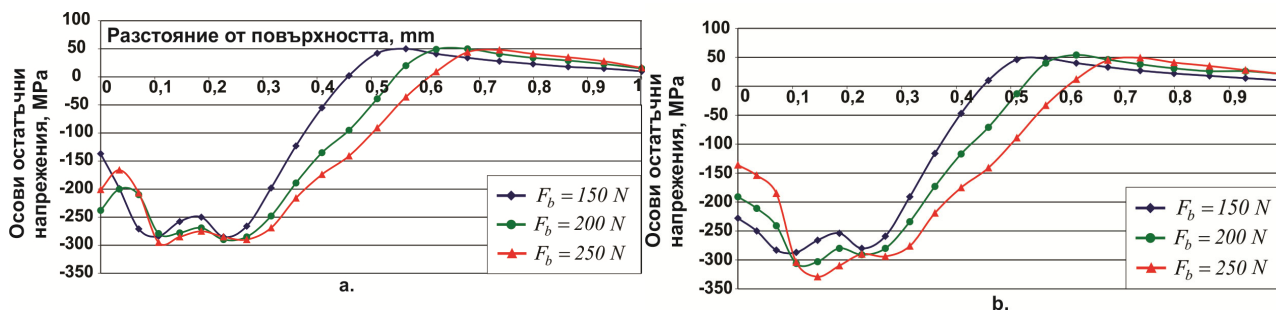 100
50
0
-50
-100
-150
-200
-250
-300
-350
Осови остатъчни
напрежения, MPa
Разстояние от повърхността, mm
0 0,1 0,2 0,3 0,4 0,5 0,6 0,7 0,8 0,9 1
F_b = 150 N
F_b = 200 N
F_b = 250 N
a.
100
50
0
-50
-100
-150
-200
-250
-300
-350
Осови остатъчни
напрежения, MPa
0 0,1 0,2 0,3 0,4 0,5 0,6 0,7 0,8 0,9
F_b = 150 N
F_b = 200 N
F_b = 250 N
b.